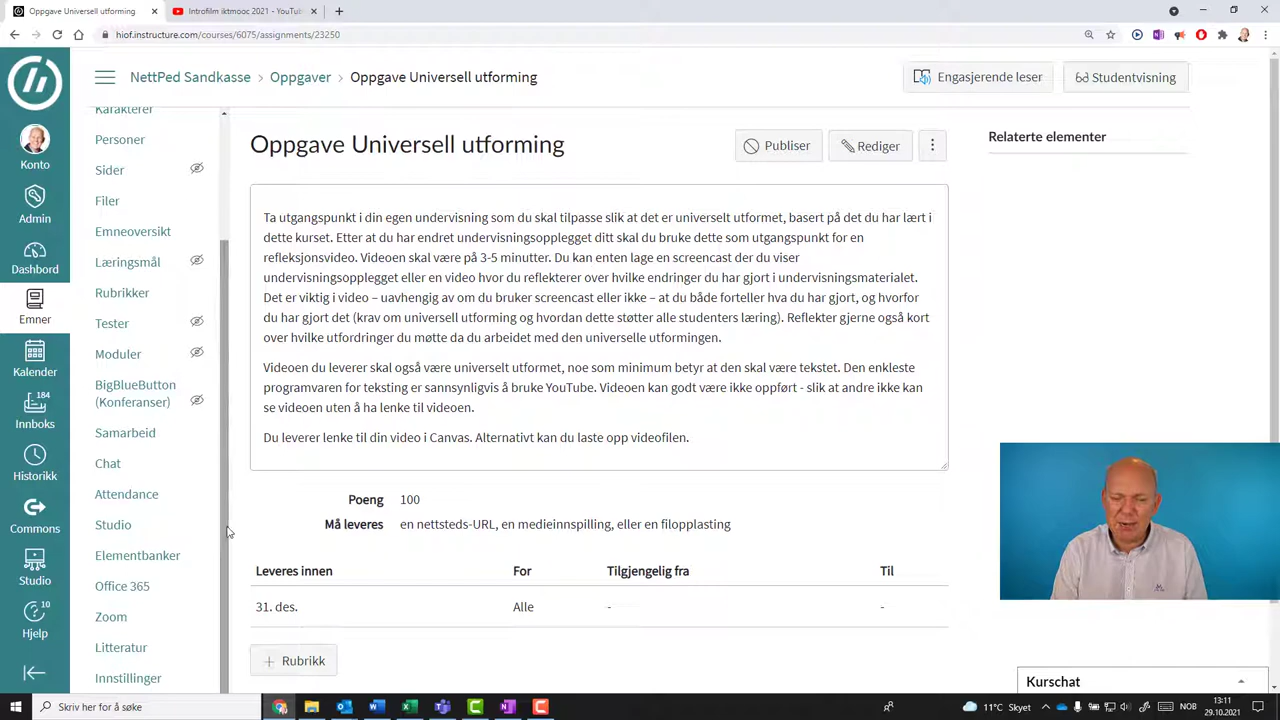 Oppgave Universell utforming
Introfilm iktmooc 2021 - YouTub
hiof.instructure.com/courses/6075/assignments/23250
NettPed Sandkasse > Oppgaver > Oppgave Universell utforming
Engasjerende leser
Studentvisning
Konto
Admin
Dashbord
Emner
Kalender
184
Innboks
Historikk
Commons
Studio
10
Hjelp
Karakterer
Personer
Sider
Filer
Emneoversikt
Læringsmål
Rubrikker
Tester
Moduler
BigBlueButton
(Konferanser)
Samarbeid
Chat
Attendance
Studio
Elementbanker
Office 365
Zoom
Litteratur
Innstillinger
Oppgave Universell utforming
Publiser
Rediger
Relaterte elementer
Ta utgangspunkt i din egen undervisning som du skal tilpasse slik at det er universelt utformet, basert på det du har lært i
dette kurset. Etter at du har endret undervisningsopplegget ditt skal du bruke dette som utgangspunkt for en
refleksjonsvideo. Videoen skal være på 3-5 minutter. Du kan enten lage en screencast der du viser
undervisningsopplegget eller en video hvor du reflekterer over hvilke endringer du har gjort i undervisningsmaterialet.
Det er viktig i video – uavhengig av om du bruker screencast eller ikke – at du både forteller hva du har gjort, og hvorfor
du har gjort det (krav om universell utforming og hvordan dette støtter alle studenters læring). Reflekter gjerne også kort
over hvilke utfordringer du møtte da du arbeidet med den universelle utformingen.
Videoen du leverer skal også være universelt utformet, noe som minimum betyr at den skal være tekstet. Den enkleste
programvaren for teksting er sannsynligvis å bruke YouTube. Videoen kan godt være ikke oppført - slik at andre ikke kan
se videoen uten å ha lenke til videoen.
Du leverer lenke til din video i Canvas. Alternativt kan du laste opp videofilen.
Poeng 100
Må leveres en nettsteds-URL, en medieinnspilling, eller en filopplasting
Leveres innen For Tilgjengelig fra Til
31. des. Alle - -
+ Rubrikk
Kurschat
Skriv her for å søke
11°C Skyet
NOB
13:11
29.10.2021